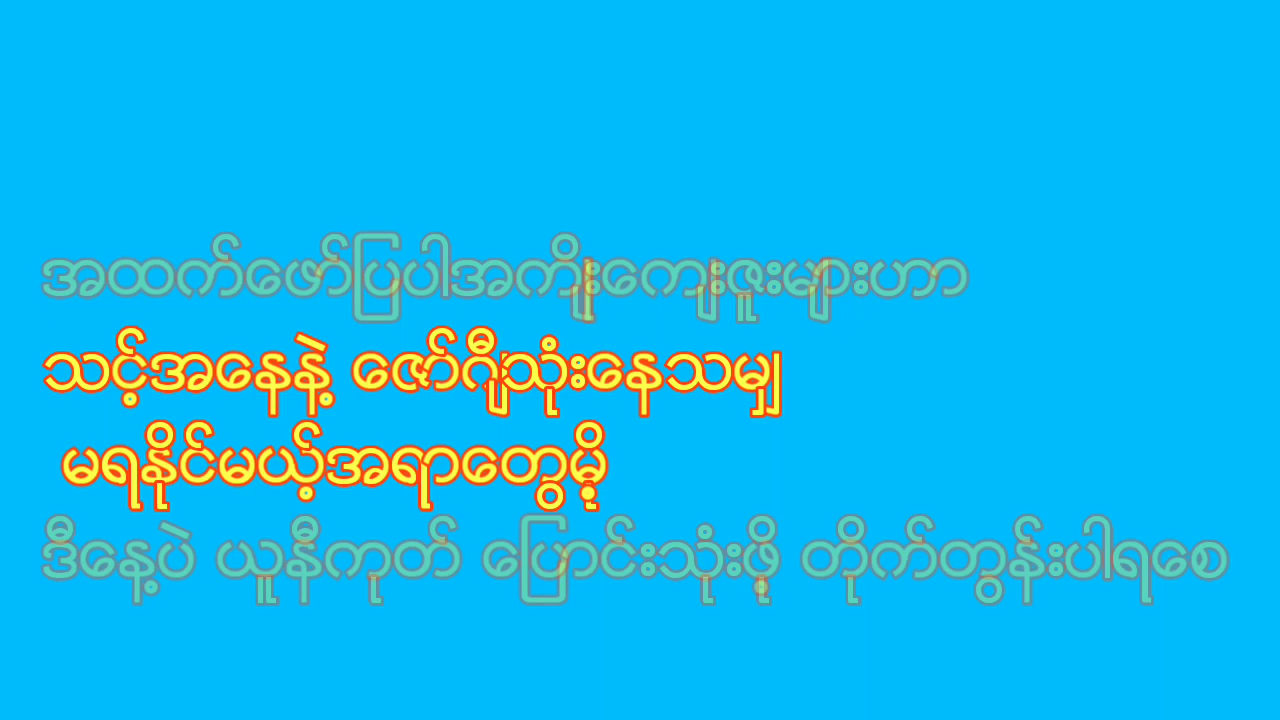 အထက်ဖော်ပြပါအကျိုးကျေးဇူးများဟာ
သင့်အနေနဲ့ ဇော်ဂျီသုံးနေသမျှ
မရနိုင်မယ့်အရာတွေမို့
ဒီနေ့ပဲ ယူနီကုတ် ပြောင်းသုံးဖို့ တိုက်တွန်းပါရစေ